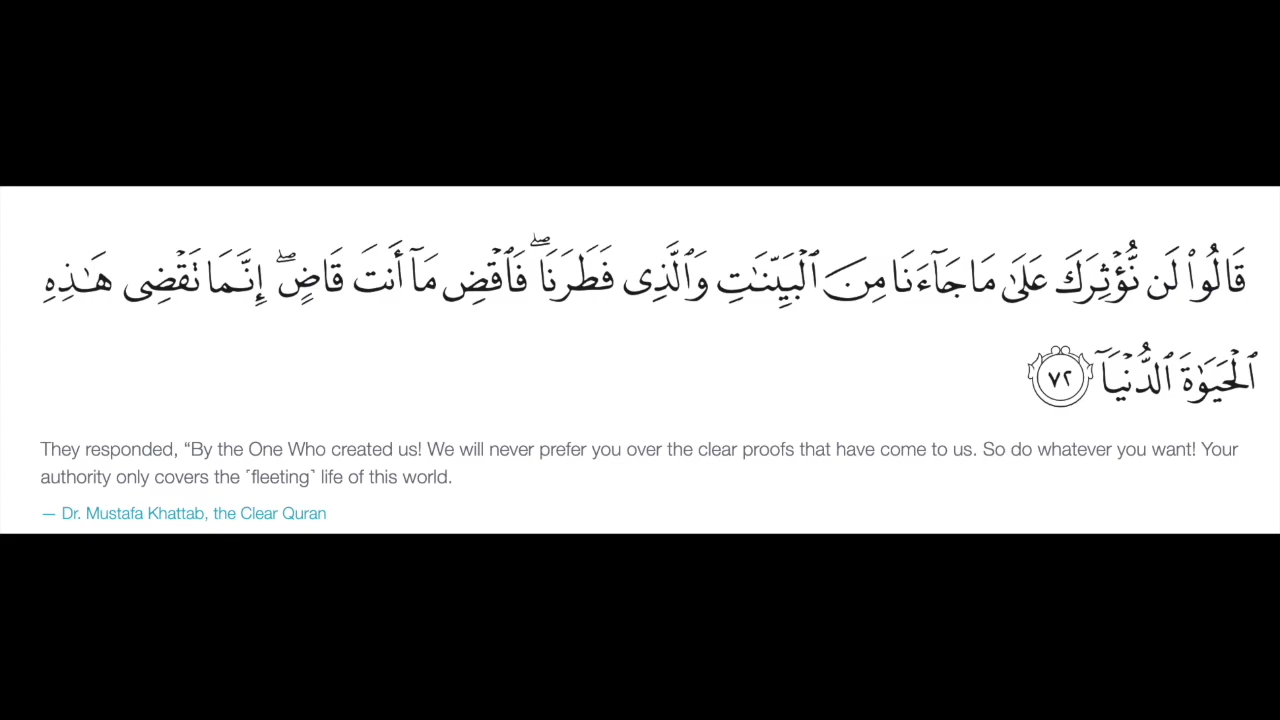 قَالُوا۟ لَن نُّؤْثِرَكَ عَلَىٰ مَا جَآءَنَا مِنَ ٱلْبَيِّنَـٰتِ وَٱلَّذِى فَطَرَنَا ۖ فَٱقْضِ مَآ أَنتَ قَاضٍ ۖ إِنَّمَا تَقْضِى هَـٰذِهِ
ٱلْحَيَوٰةَ ٱلدُّنْيَآ ٧٢
They responded, “By the One Who created us! We will never prefer you over the clear proofs that have come to us. So do whatever you want! Your
authority only covers the ˹fleeting˺ life of this world.
— Dr. Mustafa Khattab, the Clear Quran